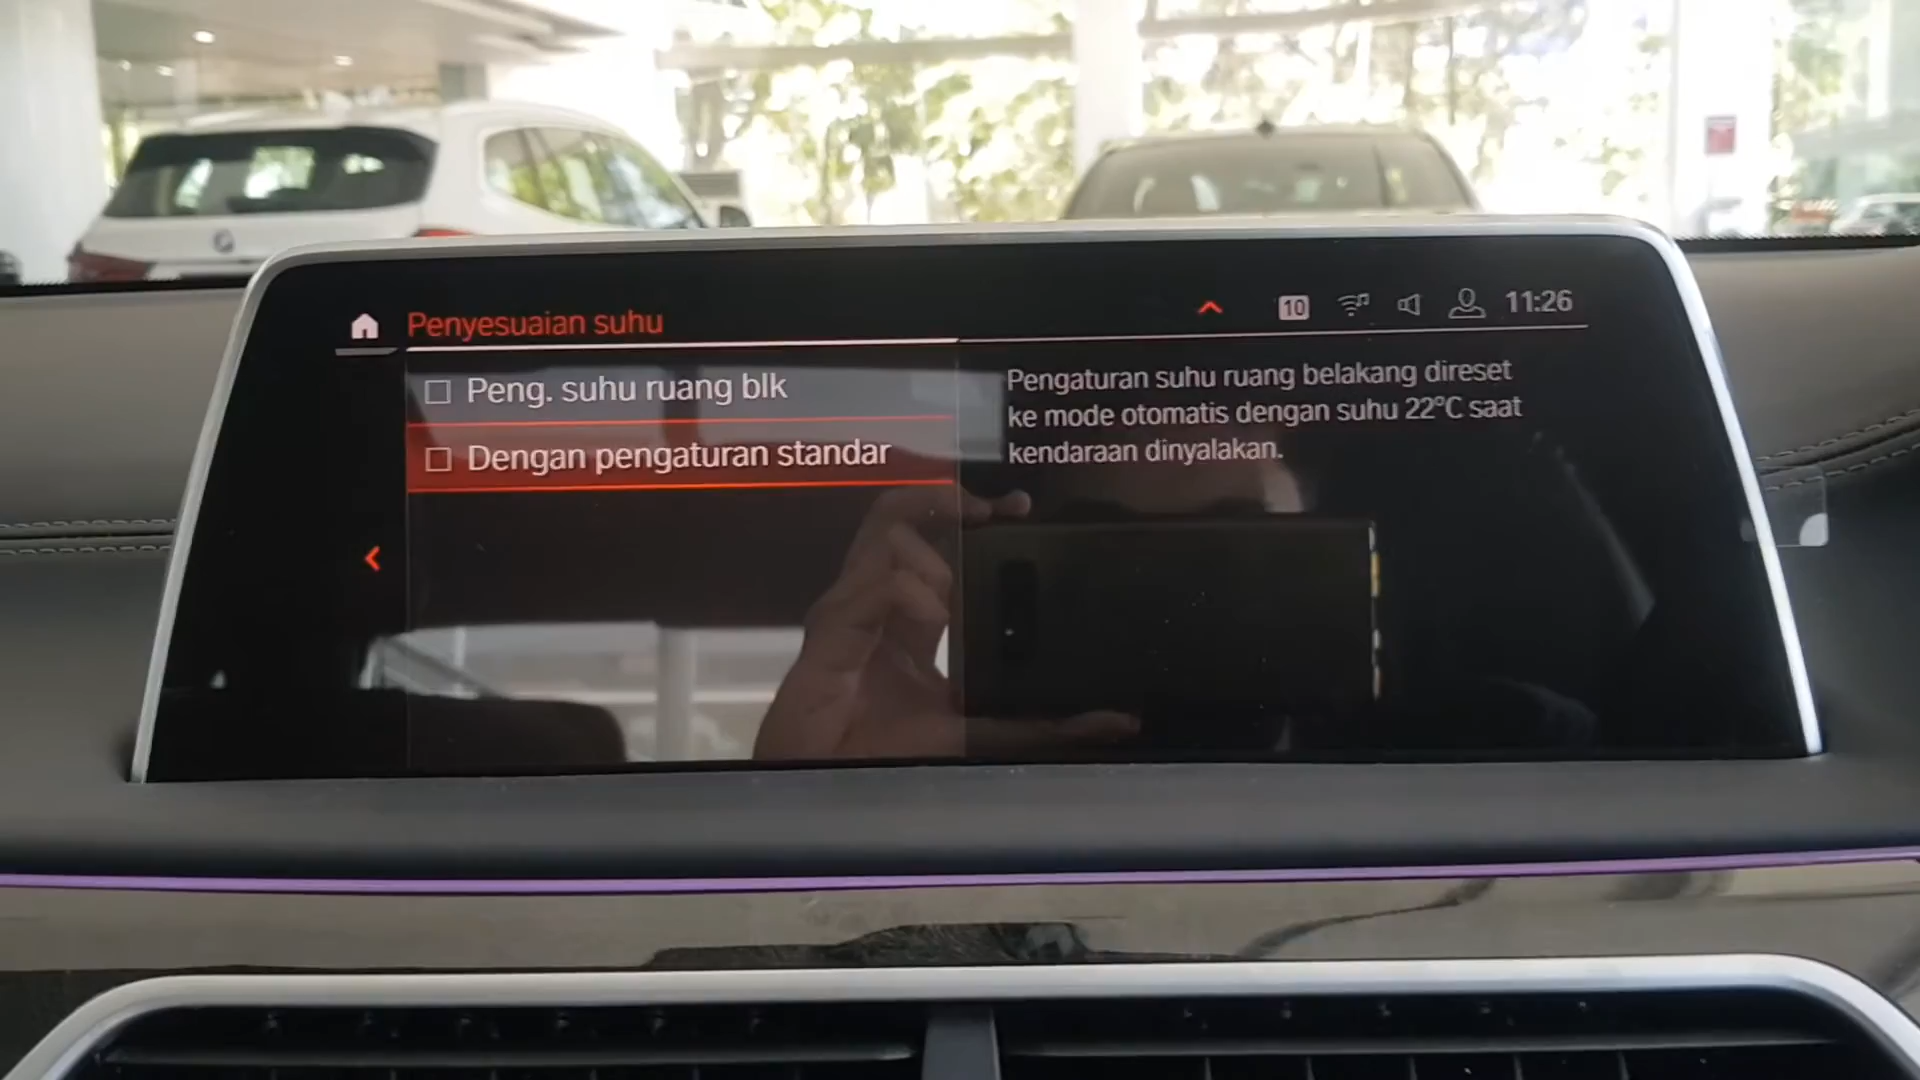 Penyesuaian suhu
10
11:26
Peng. suhu ruang blk
Dengan pengaturan standar
Pengaturan suhu ruang belakang direset
ke mode otomatis dengan suhu 22°C saat
kendaraan dinyalakan.